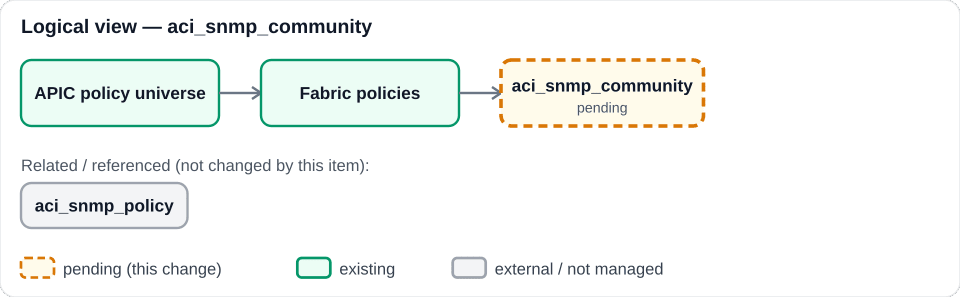 Logical view — aci_snmp_community
APIC policy universe
Fabric policies
aci_snmp_community
pending
Related / referenced (not changed by this item):
aci_snmp_policy
pending (this change)
existing
external / not managed